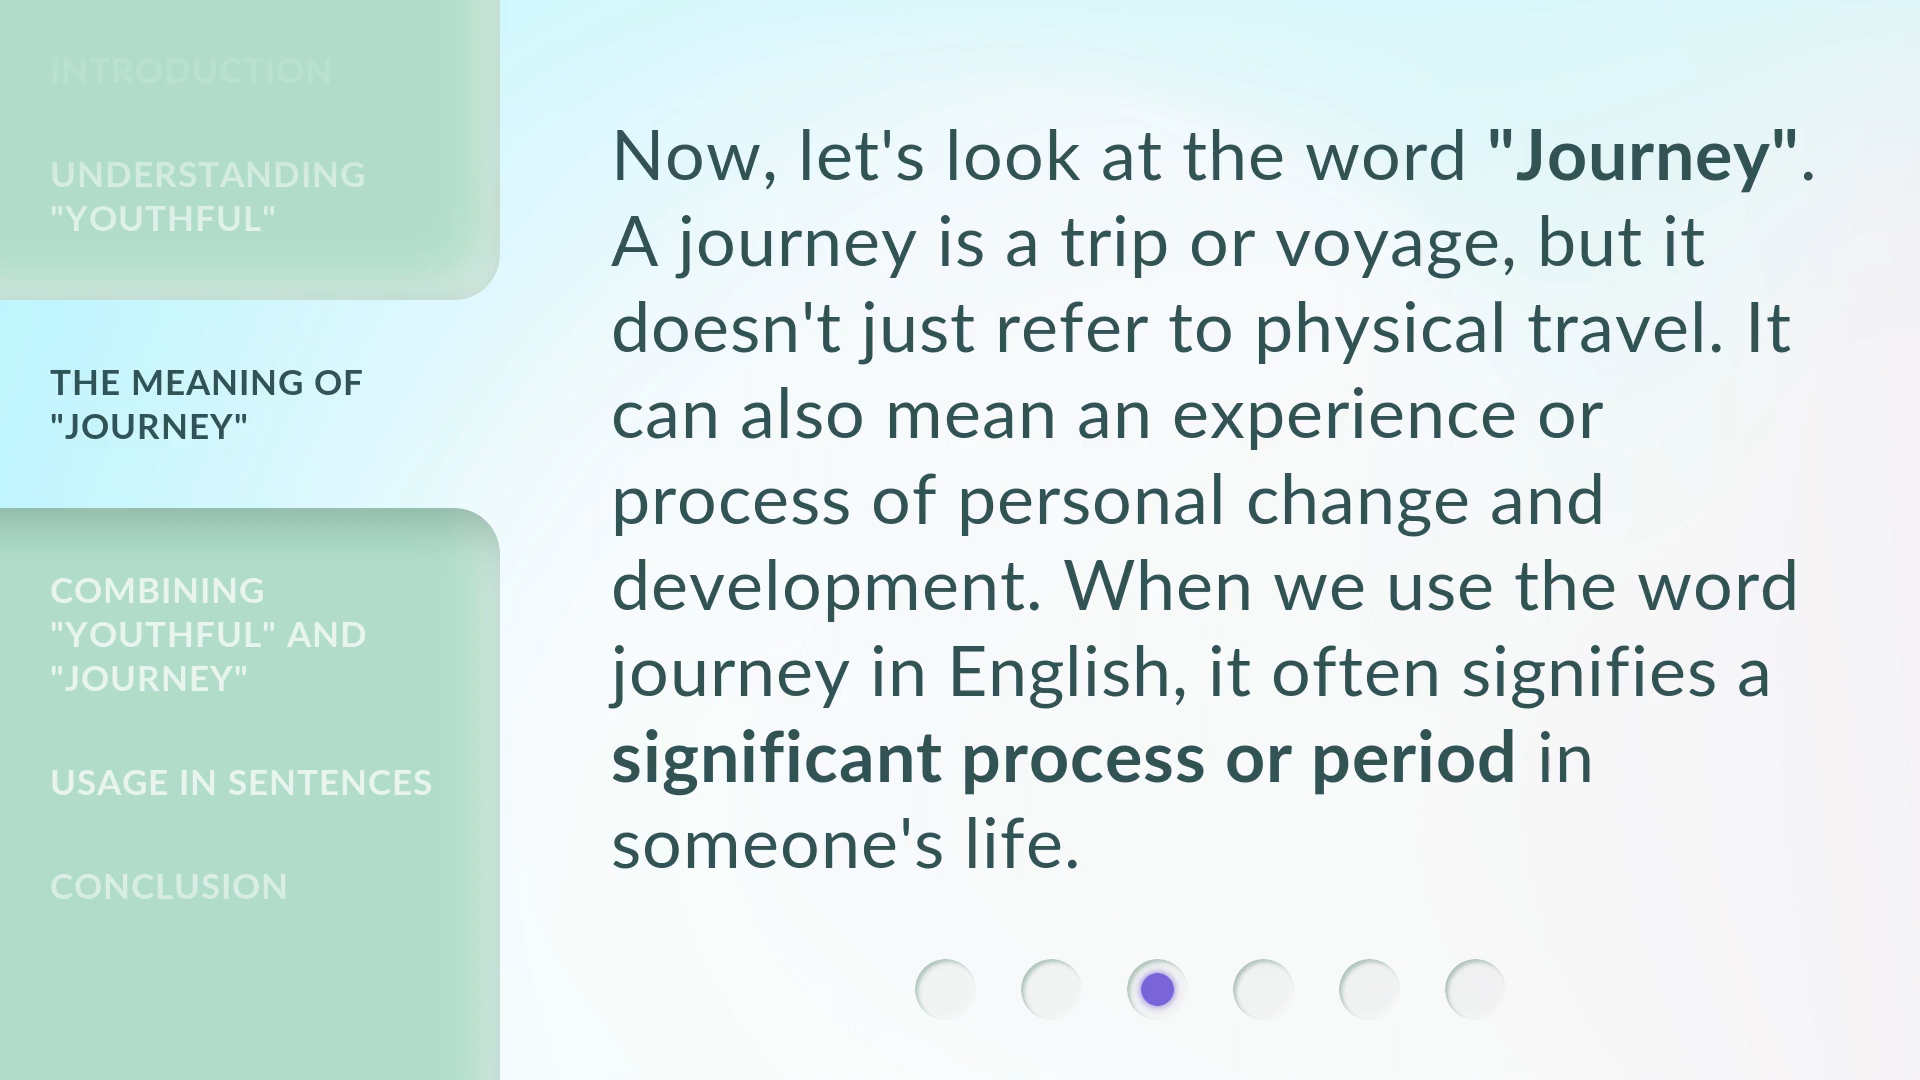 INTRODUCTION
UNDERSTANDING
"YOUTHFUL"
THE MEANING OF
"JOURNEY"
COMBINING
"YOUTHFUL" AND
"JOURNEY"
USAGE IN SENTENCES
CONCLUSION
Now, let's look at the word "Journey".
A journey is a trip or voyage, but it
doesn't just refer to physical travel. It
can also mean an experience or
process of personal change and
development. When we use the word
journey in English, it often signifies a
significant process or period in
someone's life.